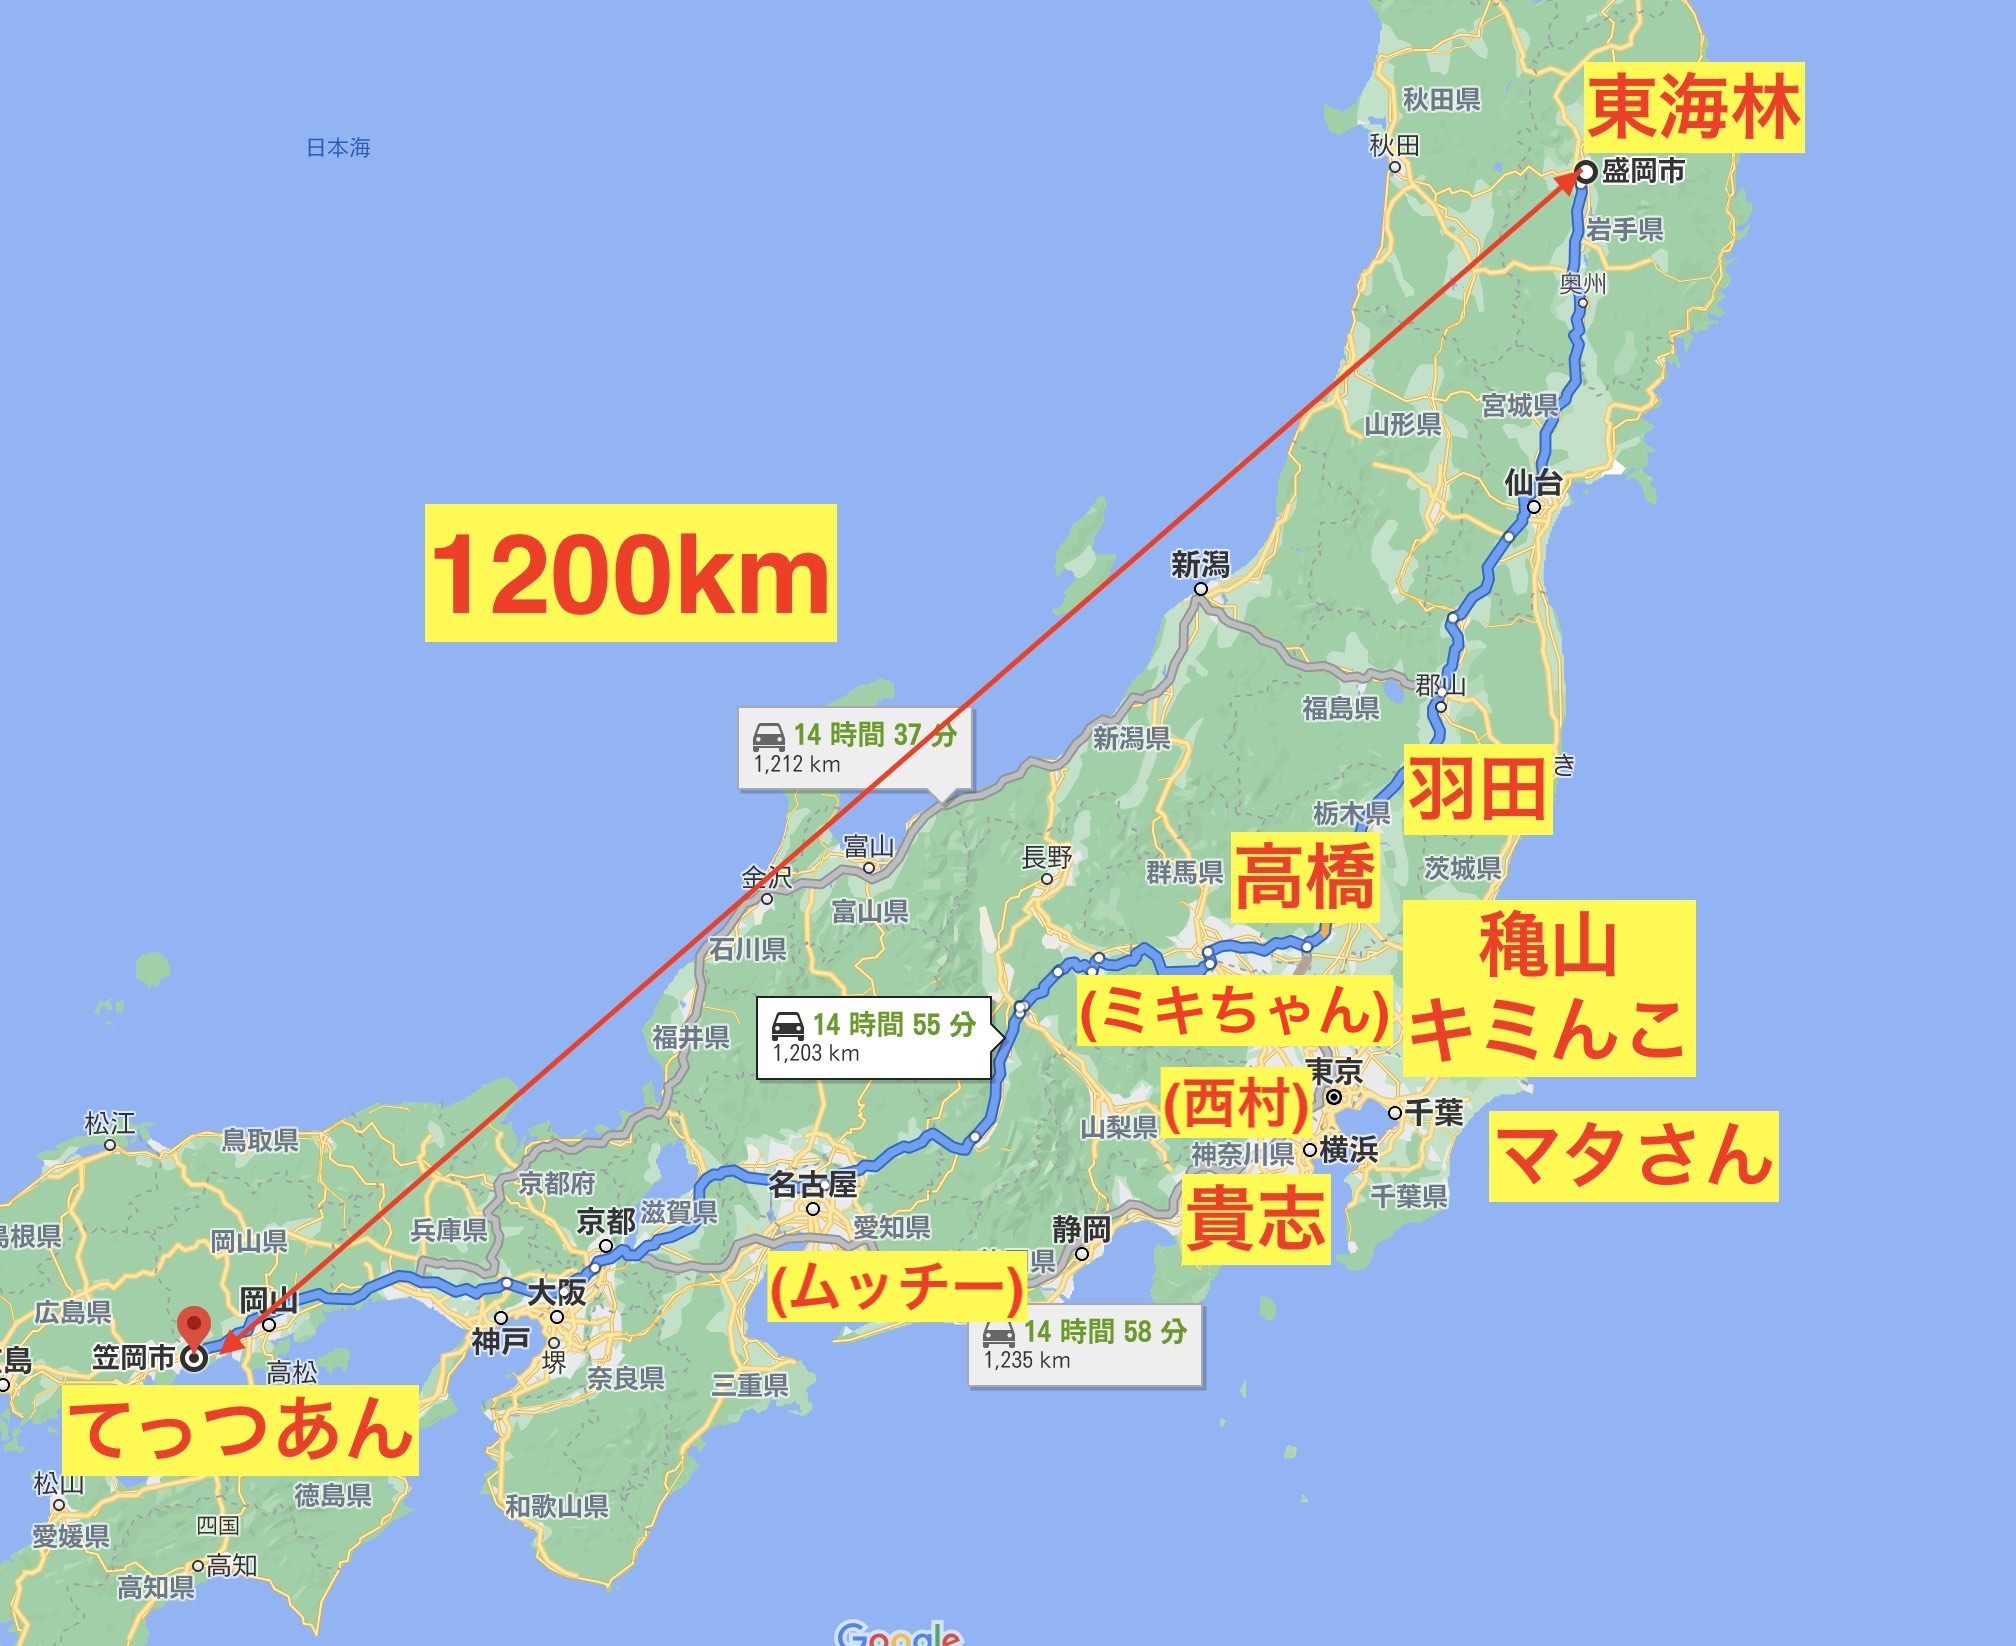 東海林
秋田県
秋田
日本海
盛岡市
岩手県
奥州
宮城県
山形県
仙台
1200km
新潟
郡山
福島県
14 時間 37 分
1,212 km
新潟県
羽田
き
栃木県
高橋
富山
長野
群馬県
茨城県
金沢
富山県
石川県
穐山
キミんこ
(ミキちゃん)
14 時間 55 分
1,203 km
福井県
東京
(西村)
千葉
松江
鳥取県
山梨県
神奈川県
横浜
マタさん
京都府
名古屋
貴志
千葉県
島根県
岡山県
兵庫県
京都
滋賀県
愛知県
静岡
県
(ムッチー)
岡山
大阪
広島県
神戸
14 時間 58 分
1,235 km
笠岡市
島
高松
堺
奈良県
三重県
てっつあん
松山
徳島県
和歌山県
四国
愛媛県
高知
高知県
Google